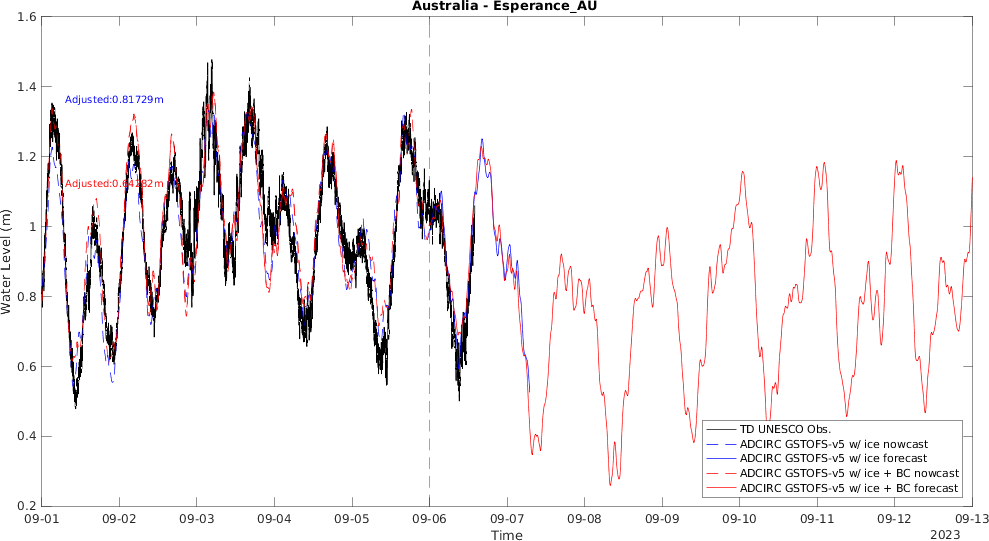 Australia - Esperance_AU
1.6
1.4
1.2
1
0.8
0.6
0.4
0.2
Water Level (m)
Adjusted:0.81729m
Adjusted:0.64282m
TD UNESCO Obs.
ADCIRC GSTOFS-v5 w/ ice nowcast
ADCIRC GSTOFS-v5 w/ ice forecast
ADCIRC GSTOFS-v5 w/ ice + BC nowcast
ADCIRC GSTOFS-v5 w/ ice + BC forecast
09-01 09-02 09-03 09-04 09-05 09-06 09-07 09-08 09-09 09-10 09-11 09-12 09-13
Time
2023